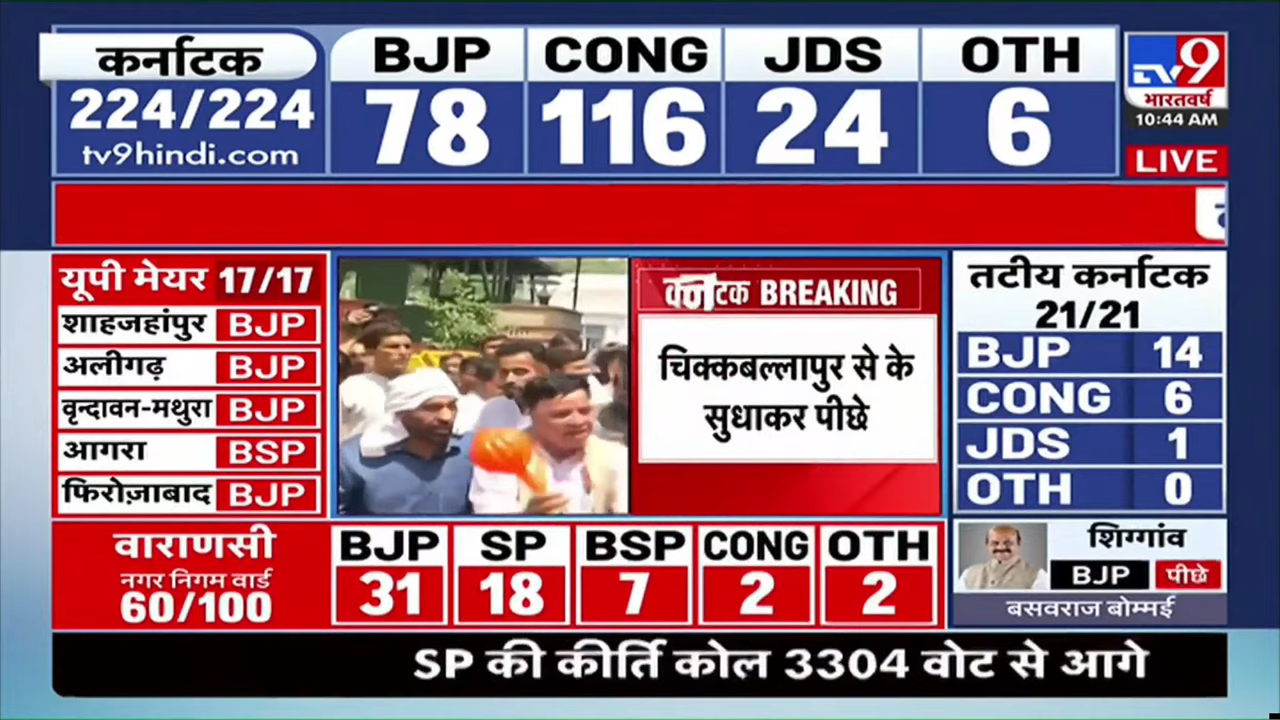 कर्नाटक
224/224
tv9hindi.com
BJP CONG JDS OTH
78 116 24 6
TV9
भारतवर्ष
10:44 AM
LIVE
यूपी मेयर 17/17
शाहजहांपुर BJP
अलीगढ़ BJP
वृन्दावन-मथुरा BJP
आगरा BSP
फिरोज़ाबाद BJP
BREAKING
चिक्कबल्लापुर से के
सुधाकर पीछे
तटीय कर्नाटक
21/21
BJP 14
CONG 6
JDS 1
OTH 0
वाराणसी
नगर निगम वार्ड
60/100
BJP SP BSP CONG OTH
31 18 7 2 2
शिग्गांव
BJP पीछे
बसवराज बोम्मई
SP की कीर्ति कोल 3304 वोट से आगे